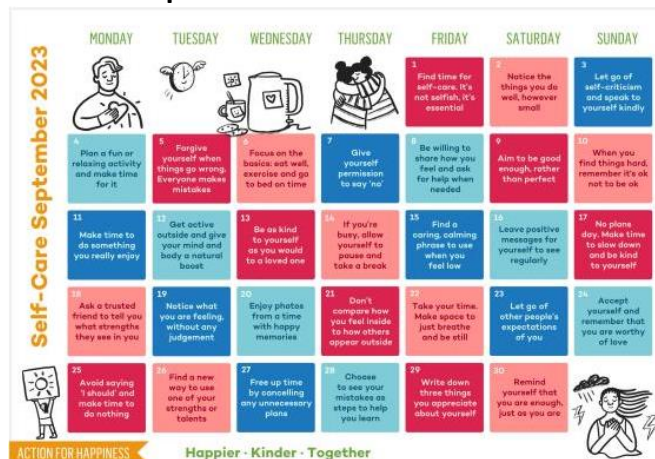 Self-Care September 2023
MONDAY TUESDAY WEDNESDAY THURSDAY FRIDAY SATURDAY SUNDAY
1
Find time for
self-care. It's
not selfish, it's
essential
2
Notice the
things you do
well, however
small
3
Let go of
self-criticism
and speak to
yourself kindly
4
Plan a fun or
relaxing activity
and make time
for it
5
Forgive
yourself when
things go wrong.
Everyone makes
mistakes
6
Focus on the
basics: eat well,
exercise and go
to bed on time
7
Give
yourself
permission
to say 'no'
8
Be willing to
share how you
feel and ask
for help when
needed
9
Aim to be good
enough, rather
than perfect
10
When you
find things hard,
remember it's ok
not to be ok
11
Make time to
do something
you really enjoy
12
Get active
outside and give
your mind and
body a natural
boost
13
Be as kind
to yourself
as you would
to a loved one
14
If you're
busy, allow
yourself to
pause and
take a break
15
Find a
caring, calming
phrase to use
when you
feel low
16
Leave positive
messages for
yourself to see
regularly
17
No plans
day. Make time
to slow down
and be kind
to yourself
18
Ask a trusted
friend to tell you
what strengths
they see in you
19
Notice what
you are feeling,
without any
judgement
20
Enjoy photos
from a time
with happy
memories
21
Don't
compare how
you feel inside
to how others
appear outside
22
Take your time.
Make space to
just breathe
and be still
23
Let go of
other people's
expectations
of you
24
Accept
yourself and
remember that
you are worthy
of love
25
Avoid saying
'I should' and
make time to
do nothing
26
Find a new
way to use
one of your
strengths or
talents
27
Free up time
by cancelling
any unnecessary
plans
28
Choose
to see your
mistakes as
steps to help
you learn
29
Write down
three things
you appreciate
about yourself
30
Remind
yourself that
you are enough,
just as you are
ACTION FOR HAPPINESS
Happier · Kinder · Together